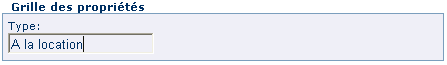 Grille des propriétés
Type:
A la location